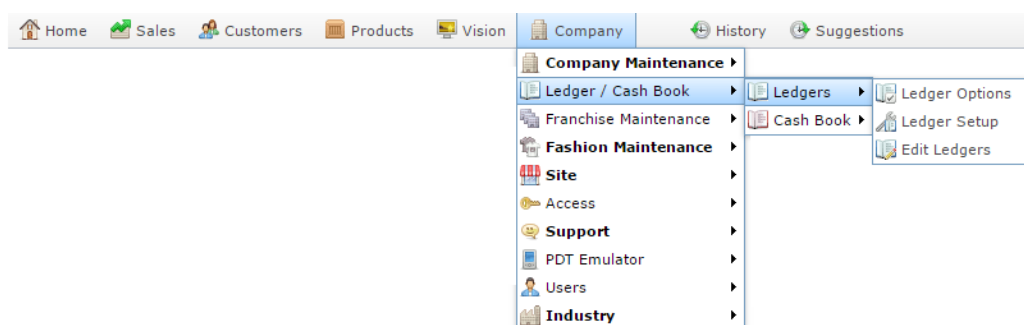 Home Sales Customers Products Vision Company History Suggestions
Company Maintenance
Ledger / Cash Book Ledgers Ledger Options
Franchise Maintenance Cash Book Ledger Setup
Fashion Maintenance Edit Ledgers
Site
Access
Support
PDT Emulator
Users
Industry